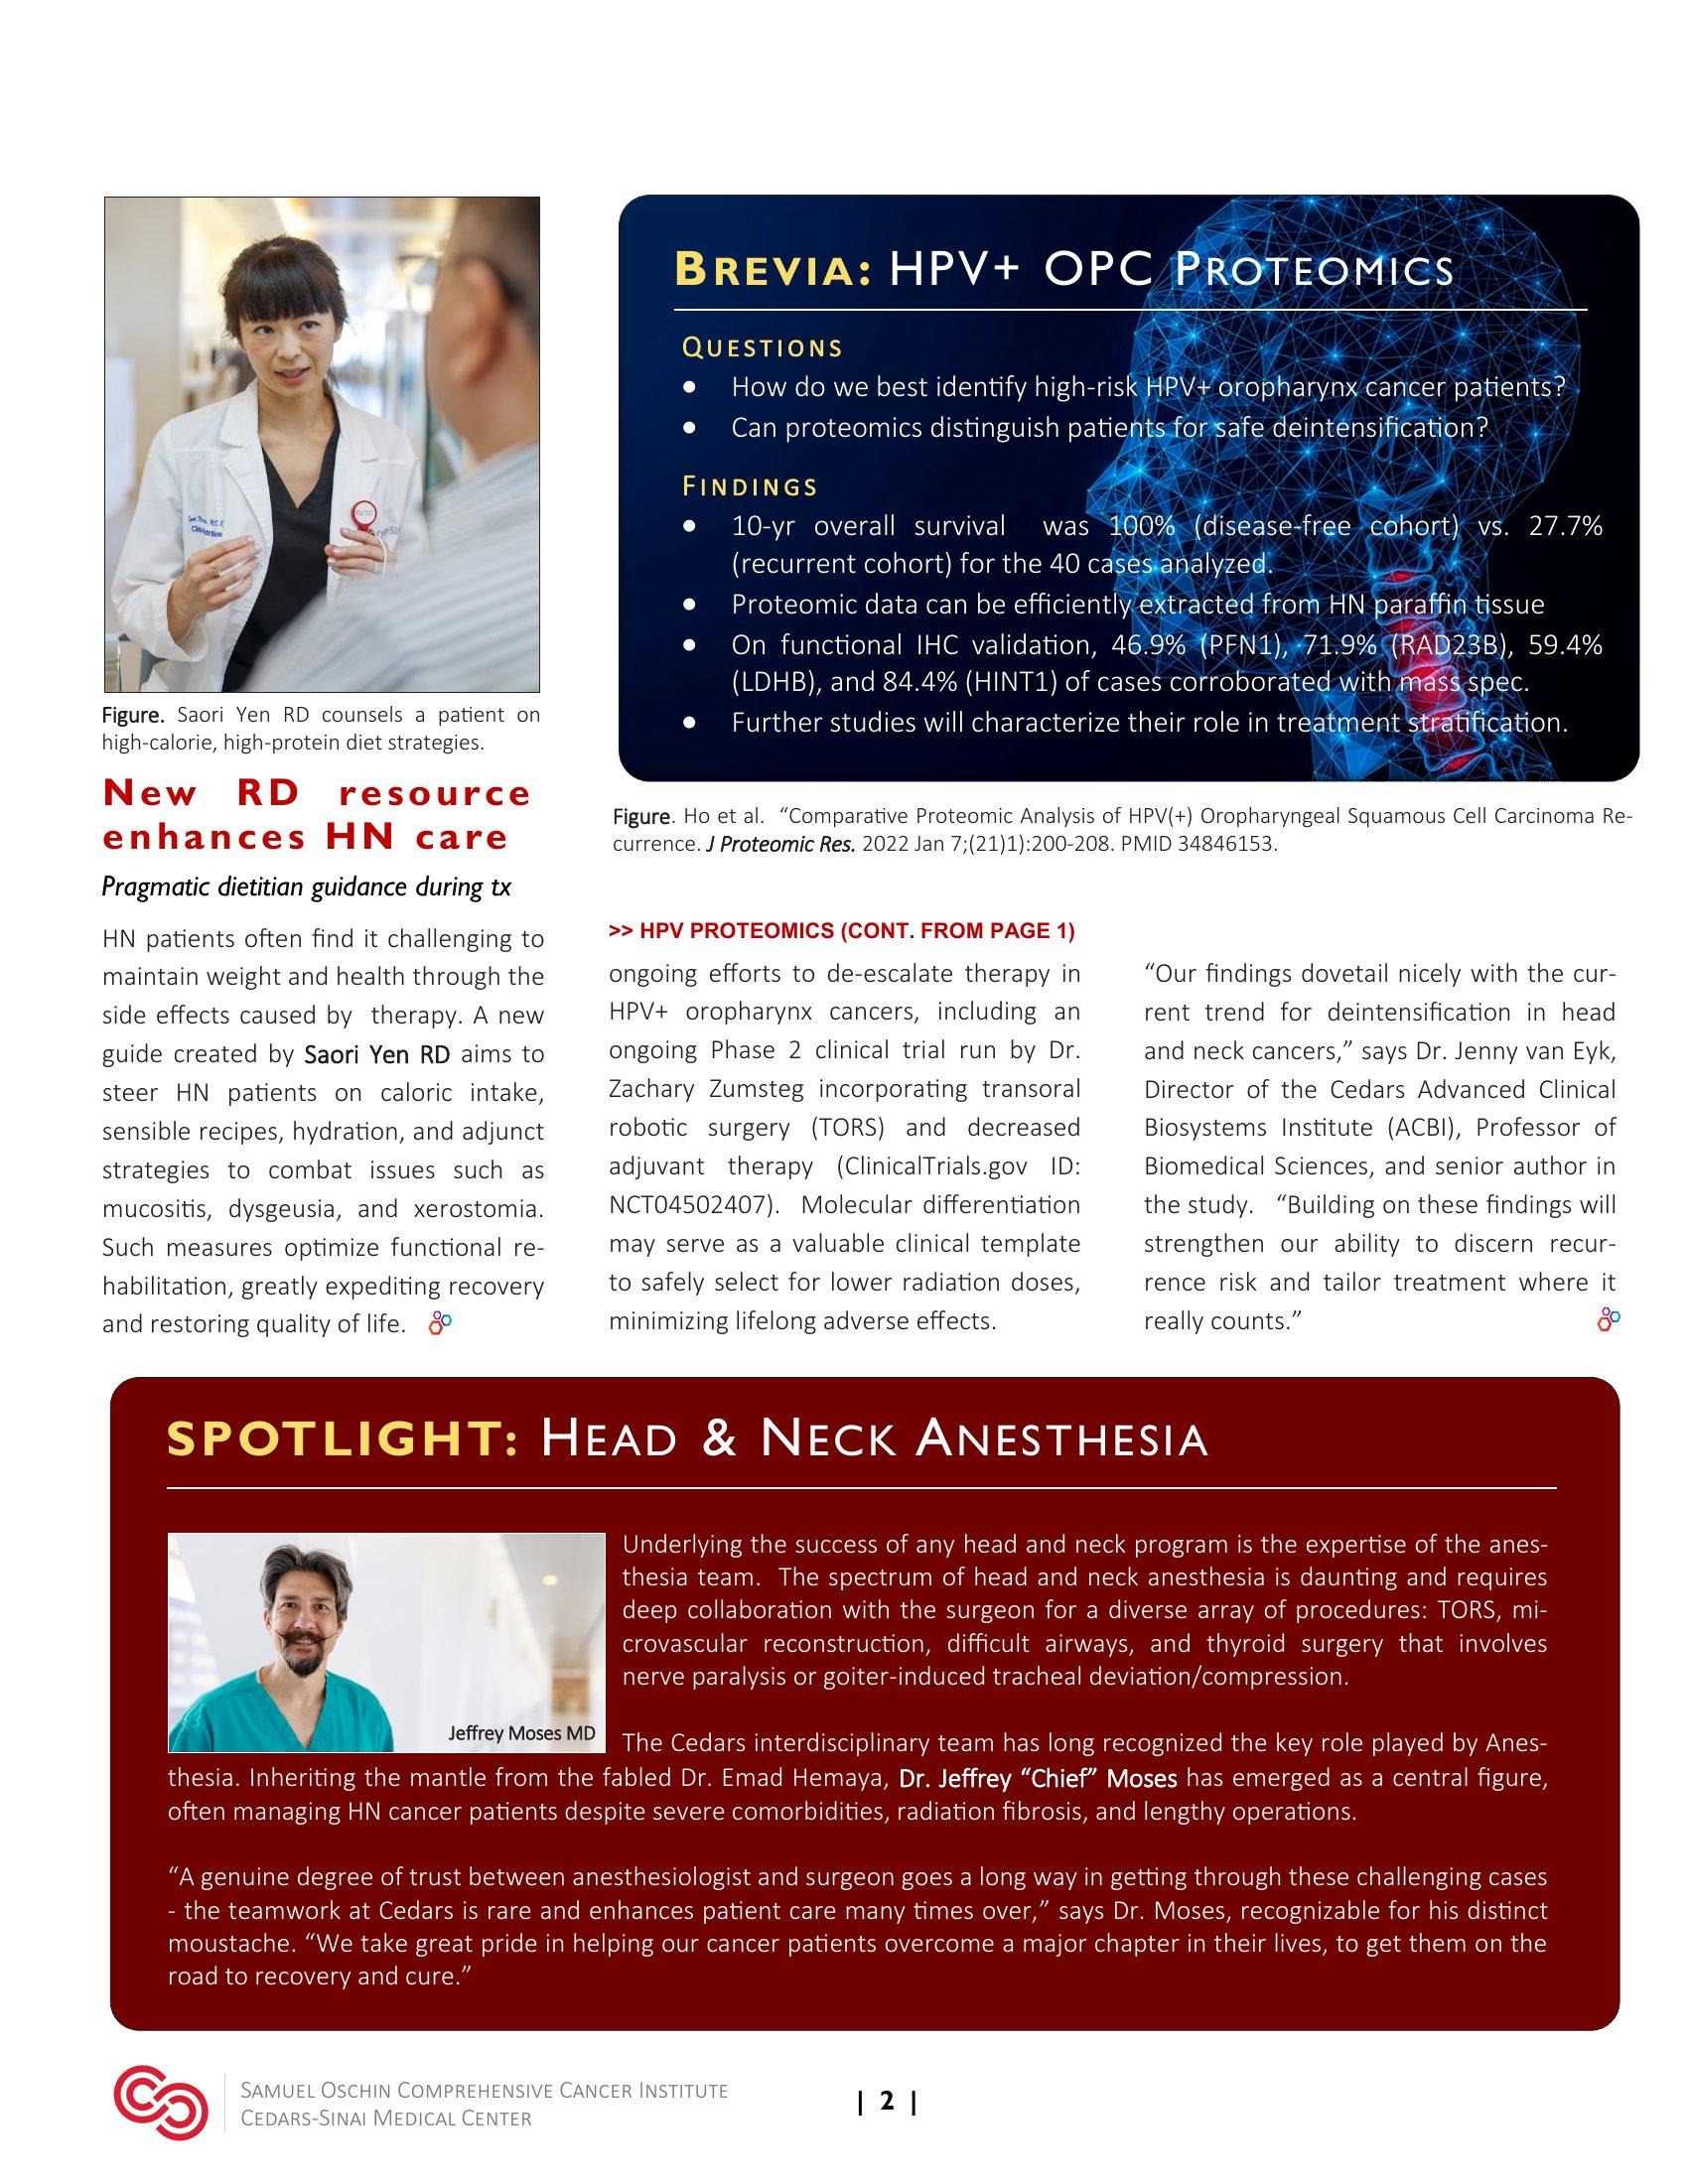 Figure. Saori Yen RD counsels a patient on
high-calorie, high-protein diet strategies.
New RD resource
enhances HN care
Pragmatic dietitian guidance during tx
HN patients often find it challenging to
maintain weight and health through the
side effects caused by therapy. A new
guide created by Saori Yen RD aims to
steer HN patients on caloric intake,
sensible recipes, hydration, and adjunct
strategies to combat issues such as
mucositis, dysgeusia, and xerostomia.
Such measures optimize functional re-
habilitation, greatly expediting recovery
and restoring quality of life.
BREVIA: HPV+ OPC PROTEOMICS
QUESTIONS
• How do we best identify high-risk HPV+ oropharynx cancer patients?
• Can proteomics distinguish patients for safe deintensification?
FINDINGS
• 10-yr overall survival was 100% (disease-free cohort) vs. 27.7%
(recurrent cohort) for the 40 cases analyzed.
• Proteomic data can be efficiently extracted from HN paraffin tissue
• On functional IHC validation, 46.9% (PFN1), 71.9% (RAD23B), 59.4%
(LDHB), and 84.4% (HINT1) of cases corroborated with mass spec.
• Further studies will characterize their role in treatment stratification.
Figure. Ho et al. “Comparative Proteomic Analysis of HPV(+) Oropharyngeal Squamous Cell Carcinoma Re-
currence. J Proteomic Res. 2022 Jan 7;(21)1):200-208. PMID 34846153.
>> HPV PROTEOMICS (CONT. FROM PAGE 1)
ongoing efforts to de-escalate therapy in
HPV+ oropharynx cancers, including an
ongoing Phase 2 clinical trial run by Dr.
Zachary Zumsteg incorporating transoral
robotic surgery (TORS) and decreased
adjuvant therapy (ClinicalTrials.gov ID:
NCT04502407). Molecular differentiation
may serve as a valuable clinical template
to safely select for lower radiation doses,
minimizing lifelong adverse effects.
“Our findings dovetail nicely with the cur-
rent trend for deintensification in head
and neck cancers,” says Dr. Jenny van Eyk,
Director of the Cedars Advanced Clinical
Biosystems Institute (ACBI), Professor of
Biomedical Sciences, and senior author in
the study. “Building on these findings will
strengthen our ability to discern recur-
rence risk and tailor treatment where it
really counts.”
SPOTLIGHT: HEAD & NECK ANESTHESIA
Jeffrey Moses MD
Underlying the success of any head and neck program is the expertise of the anes-
thesia team. The spectrum of head and neck anesthesia is daunting and requires
deep collaboration with the surgeon for a diverse array of procedures: TORS, mi-
crovascular reconstruction, difficult airways, and thyroid surgery that involves
nerve paralysis or goiter-induced tracheal deviation/compression.
The Cedars interdisciplinary team has long recognized the key role played by Anes-
thesia. Inheriting the mantle from the fabled Dr. Emad Hemaya, Dr. Jeffrey “Chief” Moses has emerged as a central figure,
often managing HN cancer patients despite severe comorbidities, radiation fibrosis, and lengthy operations.
“A genuine degree of trust between anesthesiologist and surgeon goes a long way in getting through these challenging cases
- the teamwork at Cedars is rare and enhances patient care many times over,” says Dr. Moses, recognizable for his distinct
moustache. “We take great pride in helping our cancer patients overcome a major chapter in their lives, to get them on the
road to recovery and cure.”
SAMUEL OSCHIN COMPREHENSIVE CANCER INSTITUTE
CEDARS-SINAI MEDICAL CENTER
| 2 |